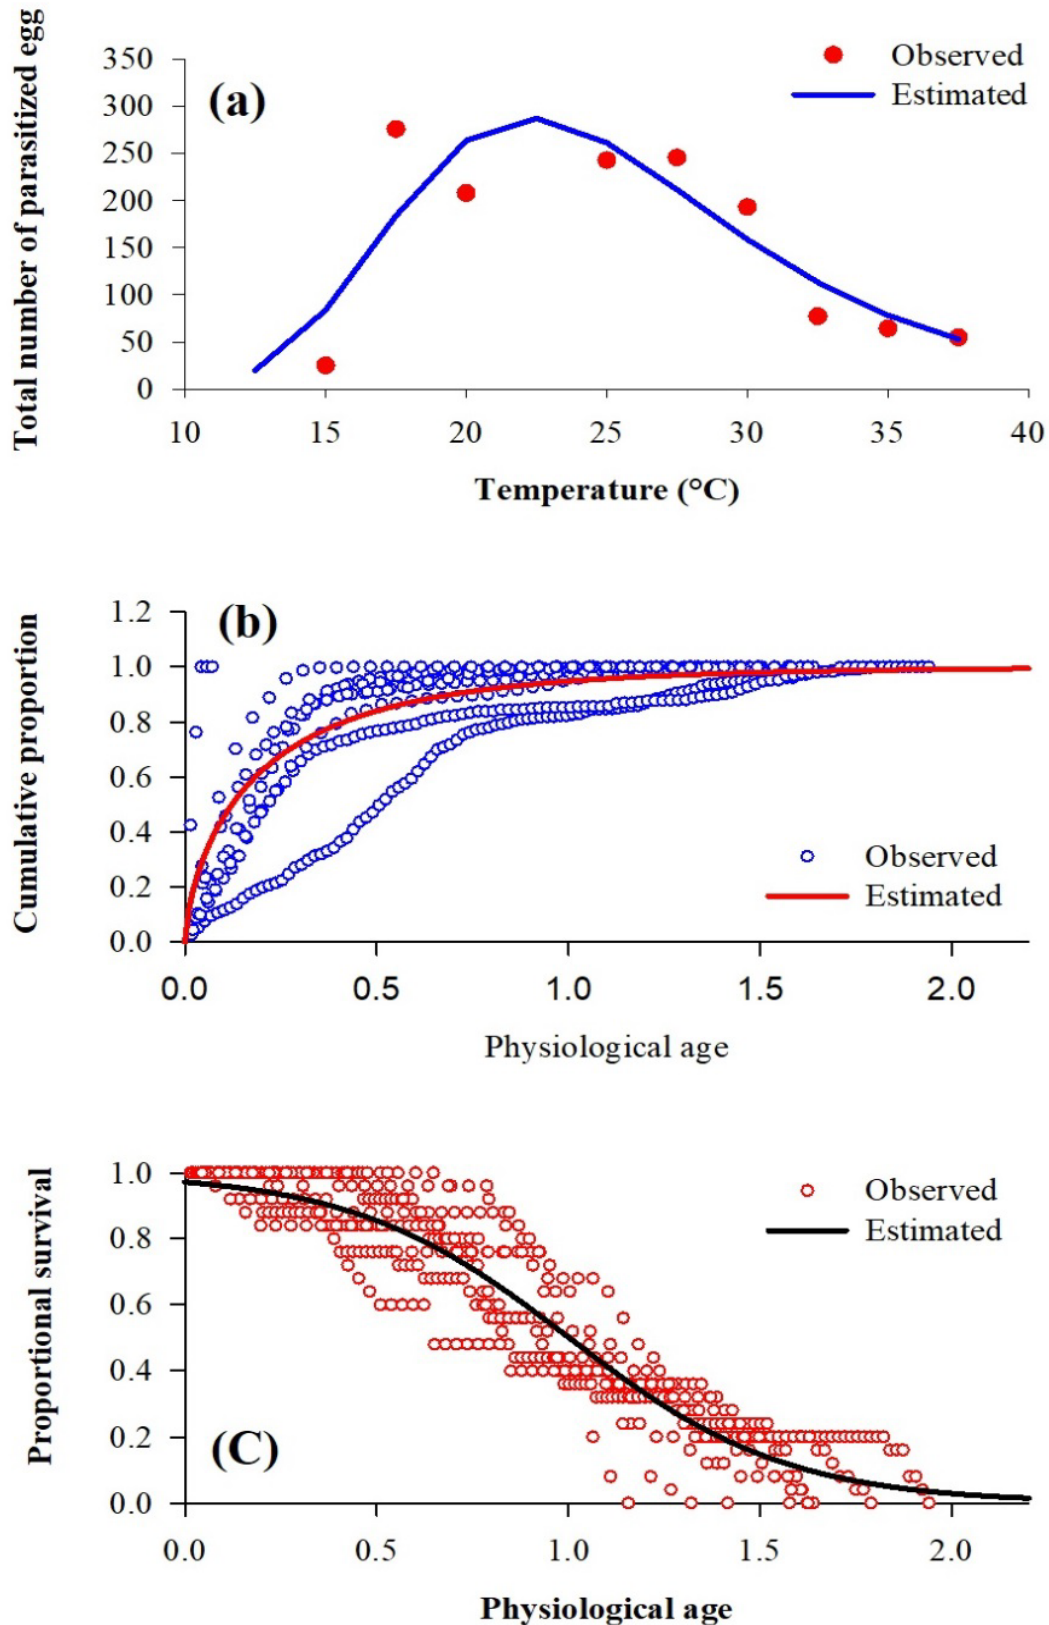 Total number of parasitized egg
350
300
250
200
150
100
50
0
(a)
Observed
Estimated
10 15 20 25 30 35 40
Temperature (°C)
Cumulative proportion
1.2
1.0
0.8
0.6
0.4
0.2
0.0
(b)
Observed
Estimated
0.0 0.5 1.0 1.5 2.0
Physiological age
Proportional survival
1.0
0.8
0.6
0.4
0.2
0.0
Observed
Estimated
(C)
0.0 0.5 1.0 1.5 2.0
Physiological age